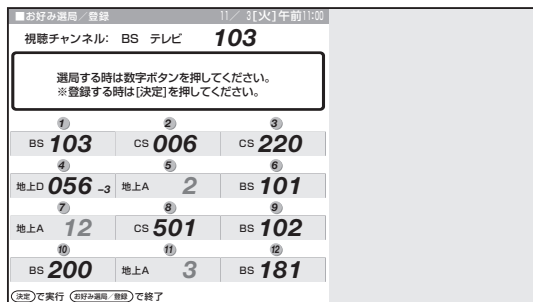 ■お好み選局／登録 11／ 3[火]午前11:00
視聴チャンネル: BS テレビ 103
選局する時は数字ボタンを押してください。
※登録する時は[決定]を押してください。
1 2 3
BS 103 CS 006 CS 220
4 5 6
地上D 056 -3 地上A 2 BS 101
7 8 9
地上A 12 CS 501 BS 102
10 11 12
BS 200 地上A 3 BS 181
決定で実行 お好み選局／登録で終了